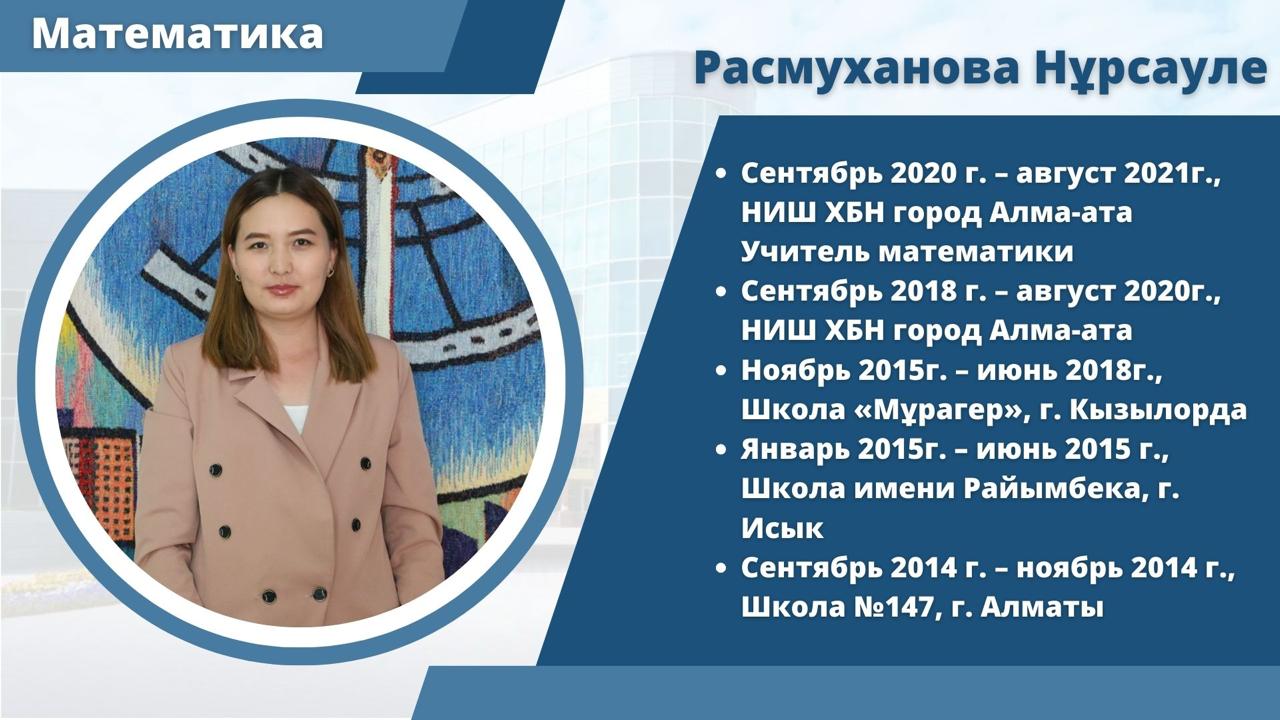 Математика
Расмуханова Нұрсауле
• Сентябрь 2020 г. – август 2021г.,
НИШ ХБН город Алма-ата
Учитель математики
• Сентябрь 2018 г. – август 2020г.,
НИШ ХБН город Алма-ата
• Ноябрь 2015г. – июнь 2018г.,
Школа «Мұрагер», г. Кызылорда
• Январь 2015г. – июнь 2015 г.,
Школа имени Райымбека, г.
Исык
• Сентябрь 2014 г. – ноябрь 2014 г.,
Школа №147, г. Алматы